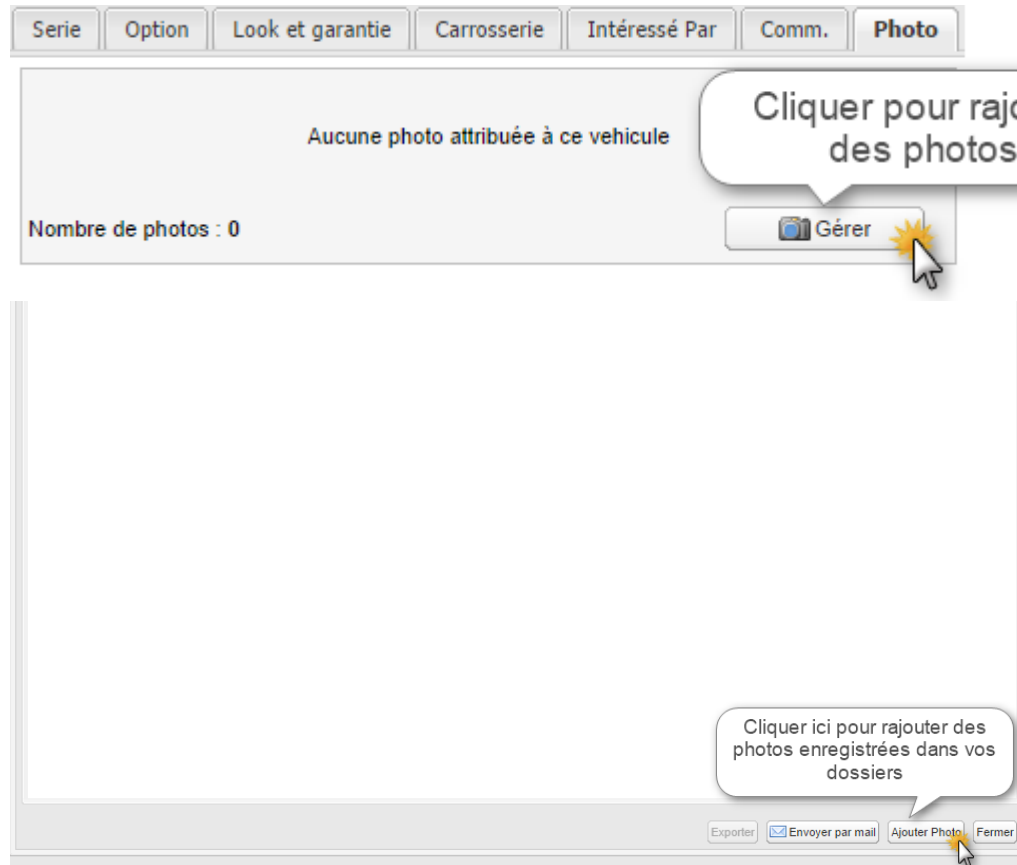 Serie Option Look et garantie Carrosserie Intéressé Par Comm. Photo
Cliquer pour
des photos
Aucune photo attribuée à ce vehicule
Nombre de photos : 0
Gérer
Cliquer ici pour rajouter des
photos enregistrées dans vos
dossiers
Exporter Envoyer par mail Ajouter Photo Fermer